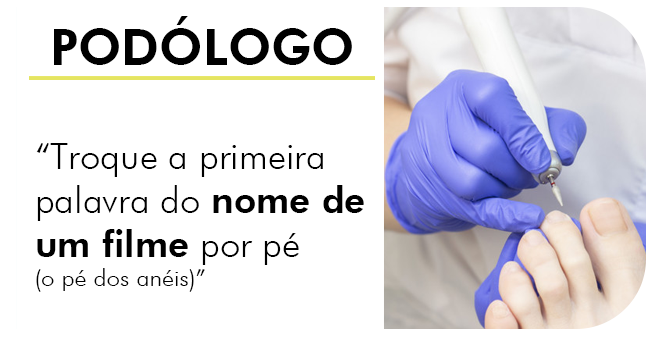 PODÓLOGO
“Troque a primeira
palavra do nome de
um filme por pé
(o pé dos anéis)”